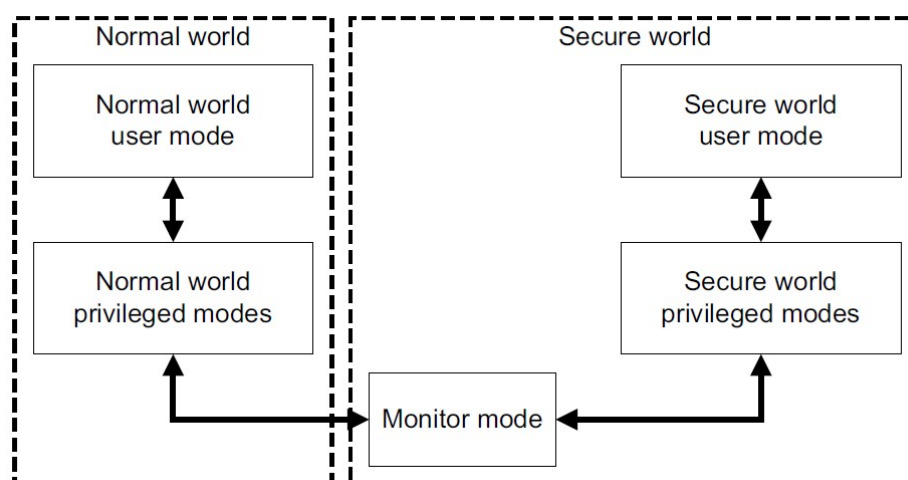 Normal world
Secure world
Normal world
user mode
Secure world
user mode
Normal world
privileged modes
Secure world
privileged modes
Monitor mode